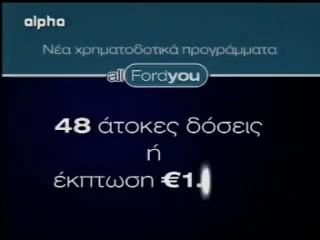 alpha
Νέα χρηματοδοτικά προγράμματα
all Fordyou
48 άτοκες δόσεις
ή
έκπτωση €1.